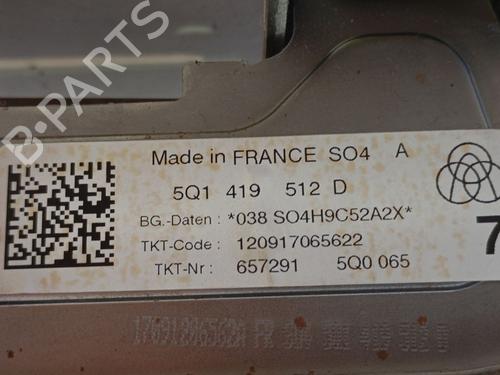 B-PARTS
Made in FRANCE SO4 A
5Q1 419 512 D
BG.-Daten : *038 SO4H9C52A2X*
TKT-Code : 120917065622
TKT-Nr : 657291 5Q0 065
7